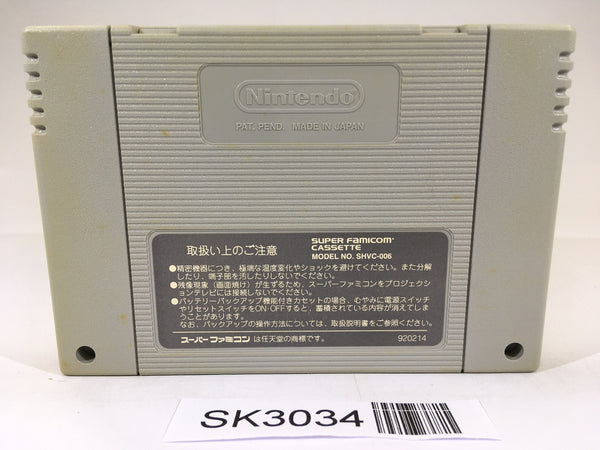 Nintendo
PAT. PEND. MADE IN JAPAN
取扱い上のご注意
SUPER FAMICOM
CASSETTE
MODEL NO. SHVC-006
●精密機器につき、極端な温度変化やショックを避けてください。また分解
したり、端子部を汚したりしないでください。
●残像現象(画面焼け)が生ずるため、スーパーファミコンをプロジェクシ
ョンテレビには接続しないでください。
●バッテリーバックアップ機能付きカセットの場合、むやみに電源スイッチ
やリセットスイッチをON・OFFすると、蓄積されている内容が消えてしま
うことがあります。
なお、バックアップの操作方法については、取扱説明書をご参照ください。
スーパーファミコン は任天堂の商標です。
920214
SK3034